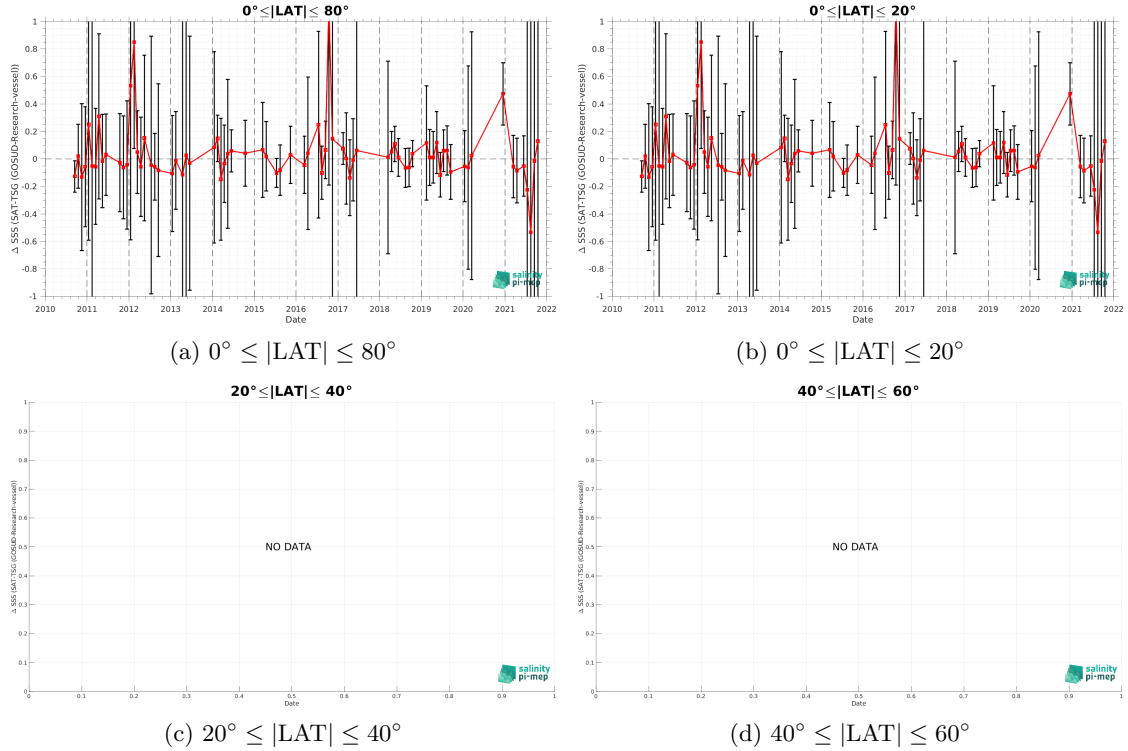 0°≤|LAT|≤ 80°
Δ SSS (SAT-TSG (GOSUD-Research-vessel))
1
0.8
0.6
0.4
0.2
0
-0.2
-0.4
-0.6
-0.8
-1
2010 2011 2012 2013 2014 2015 2016 2017 2018 2019 2020 2021 2022
Date
salinity
pi-mep
(a) 0° ≤ |LAT| ≤ 80°
0°≤|LAT|≤ 20°
Δ SSS (SAT-TSG (GOSUD-Research-vessel))
1
0.8
0.6
0.4
0.2
0
-0.2
-0.4
-0.6
-0.8
-1
2010 2011 2012 2013 2014 2015 2016 2017 2018 2019 2020 2021 2022
Date
salinity
pi-mep
(b) 0° ≤ |LAT| ≤ 20°
20°≤|LAT|≤ 40°
Δ SSS (SAT-TSG (GOSUD-Research-vessel))
1
0.9
0.8
0.7
0.6
0.5
0.4
0.3
0.2
0.1
0
NO DATA
0 0.1 0.2 0.3 0.4 0.5 0.6 0.7 0.8 0.9 1
Date
salinity
pi-mep
(c) 20° ≤ |LAT| ≤ 40°
40°≤|LAT|≤ 60°
Δ SSS (SAT-TSG (GOSUD-Research-vessel))
1
0.9
0.8
0.7
0.6
0.5
0.4
0.3
0.2
0.1
0
NO DATA
0 0.1 0.2 0.3 0.4 0.5 0.6 0.7 0.8 0.9 1
Date
salinity
pi-mep
(d) 40° ≤ |LAT| ≤ 60°